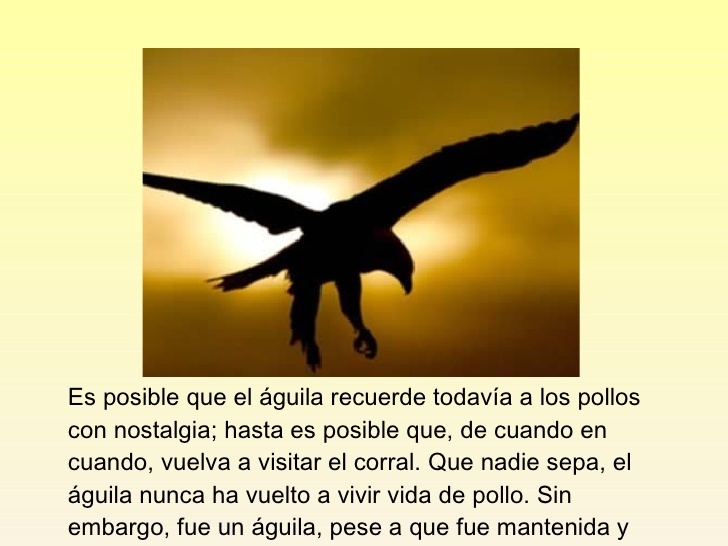 Es posible que el águila recuerde todavía a los pollos
con nostalgia; hasta es posible que, de cuando en
cuando, vuelva a visitar el corral. Que nadie sepa, el
águila nunca ha vuelto a vivir vida de pollo. Sin
embargo, fue un águila, pese a que fue mantenida y